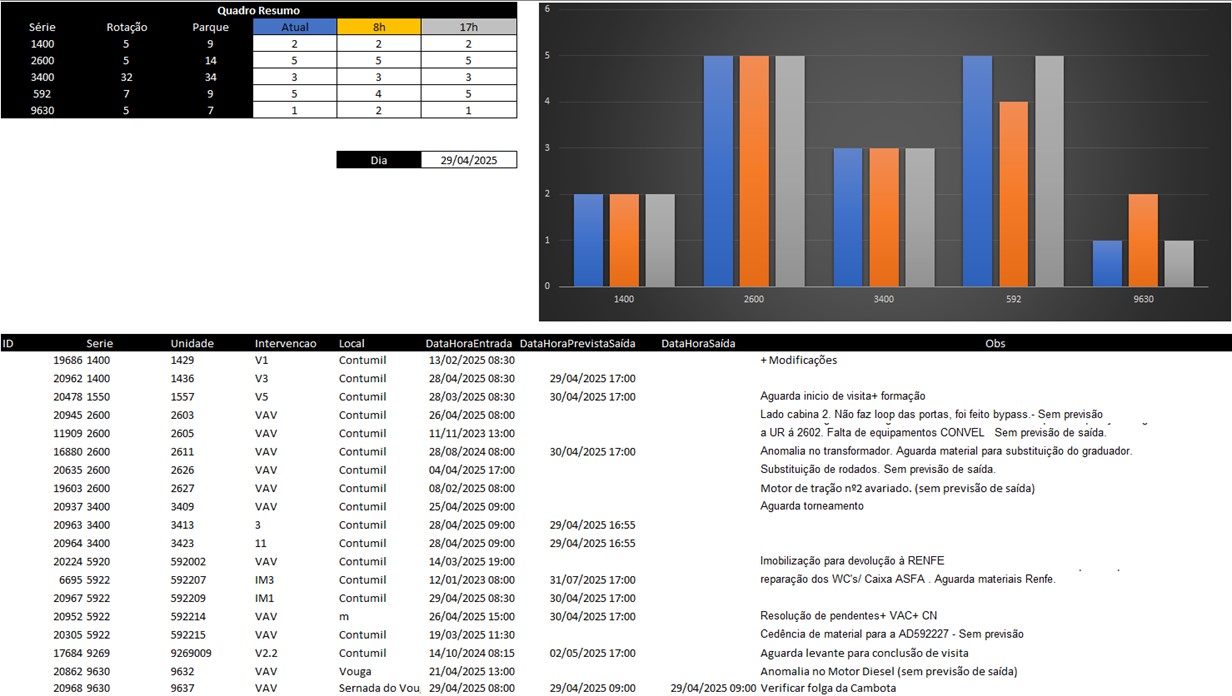 Quadro Resumo
Série Rotação Parque Atual 8h 17h
1400 5 9 2 2 2
2600 5 14 5 5 5
3400 32 34 3 3 3
592 7 9 5 4 5
9630 5 7 1 2 1
Dia 29/04/2025
6
5
4
3
2
1
0
1400 2600 3400 592 9630
ID Serie Unidade Intervencao Local DataHoraEntrada DataHoraPrevistaSaída DataHoraSaída Obs
19686 1400 1429 V1 Contumil 13/02/2025 08:30 + Modificações
20962 1400 1436 V3 Contumil 28/04/2025 08:30 29/04/2025 17:00
20478 1550 1557 V5 Contumil 28/03/2025 08:30 30/04/2025 17:00 Aguarda inicio de visita+ formação
20945 2600 2603 VAV Contumil 26/04/2025 08:00 Lado cabina 2. Não faz loop das portas, foi feito bypass.- Sem previsão
11909 2600 2605 VAV Contumil 11/11/2023 13:00 a UR á 2602. Falta de equipamentos CONVEL Sem previsão de saída.
16880 2600 2611 VAV Contumil 28/08/2024 08:00 30/04/2025 17:00 Anomalia no transformador. Aguarda material para substituição do graduador.
20635 2600 2626 VAV Contumil 04/04/2025 17:00 Substituição de rodados. Sem previsão de saída.
19603 2600 2627 VAV Contumil 08/02/2025 08:00 Motor de tração nº2 avariado. (sem previsão de saída)
20937 3400 3409 VAV Contumil 25/04/2025 09:00 Aguarda torneamento
20963 3400 3413 3 Contumil 28/04/2025 09:00 29/04/2025 16:55
20964 3400 3423 11 Contumil 28/04/2025 09:00 29/04/2025 16:55
20224 5920 592002 VAV Contumil 14/03/2025 19:00 Imobilização para devolução à RENFE
6695 5922 592207 IM3 Contumil 12/01/2023 08:00 31/07/2025 17:00 reparação dos WC's/ Caixa ASFA . Aguarda materiais Renfe.
20967 5922 592209 IM1 Contumil 29/04/2025 08:30 30/04/2025 17:00
20952 5922 592214 VAV m 26/04/2025 15:00 30/04/2025 17:00 Resolução de pendentes+ VAC+ CN
20305 5922 592215 VAV Contumil 19/03/2025 11:30 Cedência de material para a AD592227 - Sem previsão
17684 9269 9269009 V2.2 Contumil 14/10/2024 08:15 02/05/2025 17:00 Aguarda levante para conclusão de visita
20862 9630 9632 VAV Vouga 21/04/2025 13:00 Anomalia no Motor Diesel (sem previsão de saída)
20968 9630 9637 VAV Sernada do Vou 29/04/2025 08:00 29/04/2025 09:00 29/04/2025 09:00 Verificar folga da Cambota